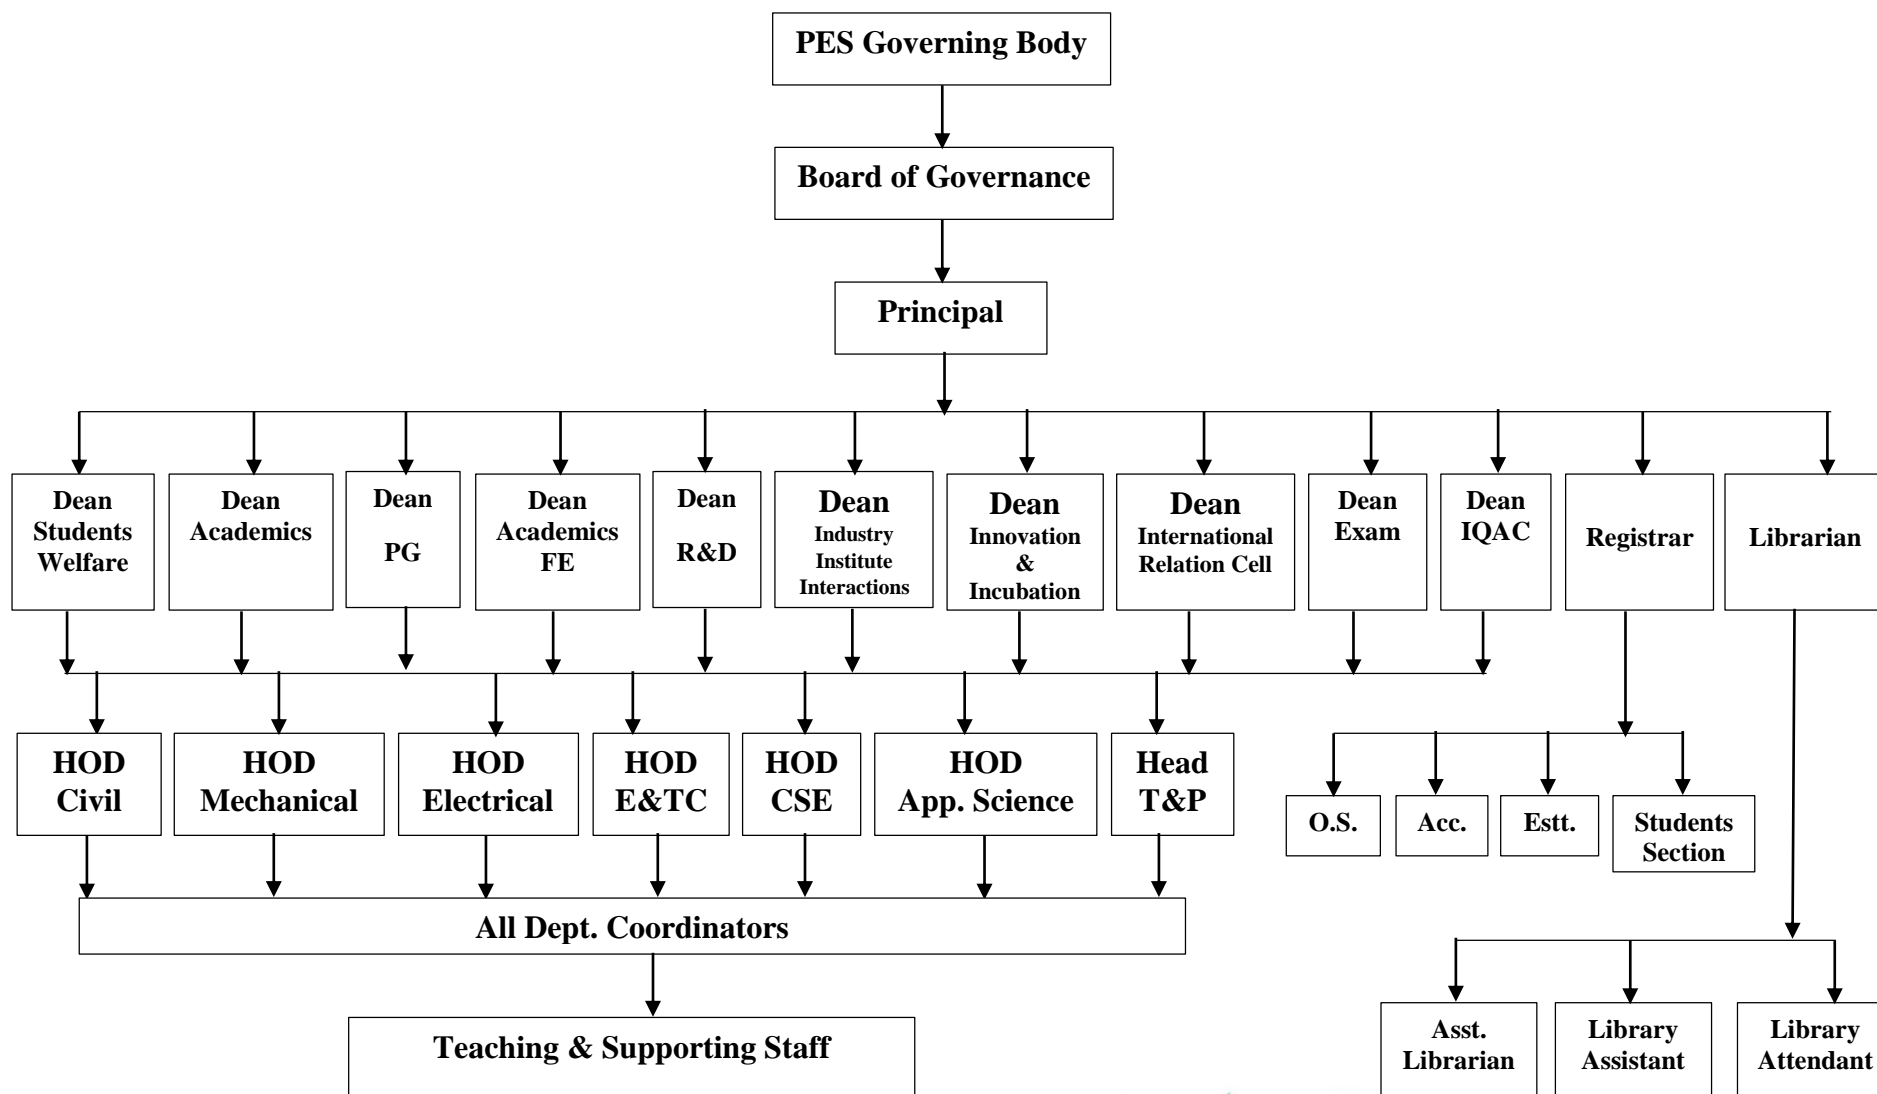 PES Governing Body
Board of Governance
Principal
Dean
Students
Welfare
Dean
Academics
Dean
PG
Dean
Academics
FE
Dean
R&D
Dean
Industry
Institute
Interactions
Dean
Innovation
&
Incubation
Dean
International
Relation Cell
Dean
Exam
Dean
IQAC
Registrar
Librarian
HOD
Civil
HOD
Mechanical
HOD
Electrical
HOD
E&TC
HOD
CSE
HOD
App. Science
Head
T&P
O.S.
Acc.
Estt.
Students
Section
All Dept. Coordinators
Teaching & Supporting Staff
Asst.
Librarian
Library
Assistant
Library
Attendant